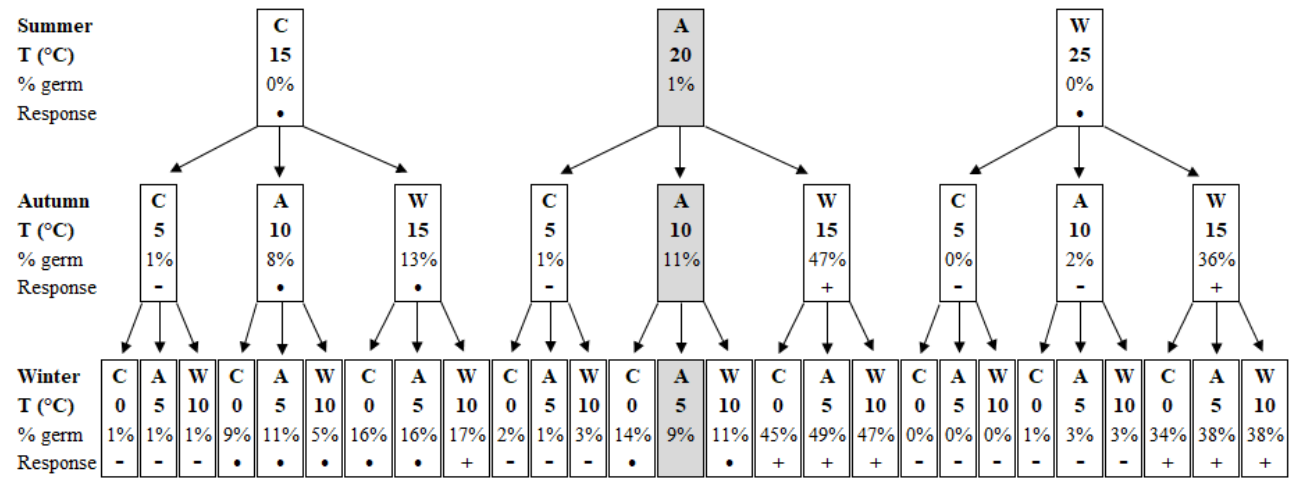 Summer C A W
T (°C) 15 20 25
% germ 0% 1% 0%
Response • •
Autumn C A W C A W C A W
T (°C) 5 10 15 5 10 15 5 10 15
% germ 1% 8% 13% 1% 11% 47% 0% 2% 36%
Response - • • - + - - +
Winter C A W C A W C A W C A W C A W C A W C A W C A W C A W
T (°C) 0 5 10 0 5 10 0 5 10 0 5 10 0 5 10 0 5 10 0 5 10 0 5 10 0 5 10
% germ 1% 1% 1% 9% 11% 5% 16% 16% 17% 2% 1% 3% 14% 9% 11% 45% 49% 47% 0% 0% 0% 1% 3% 3% 34% 38% 38%
Response - - - • • • • • + - - - • • + + + - - - - - - + + +